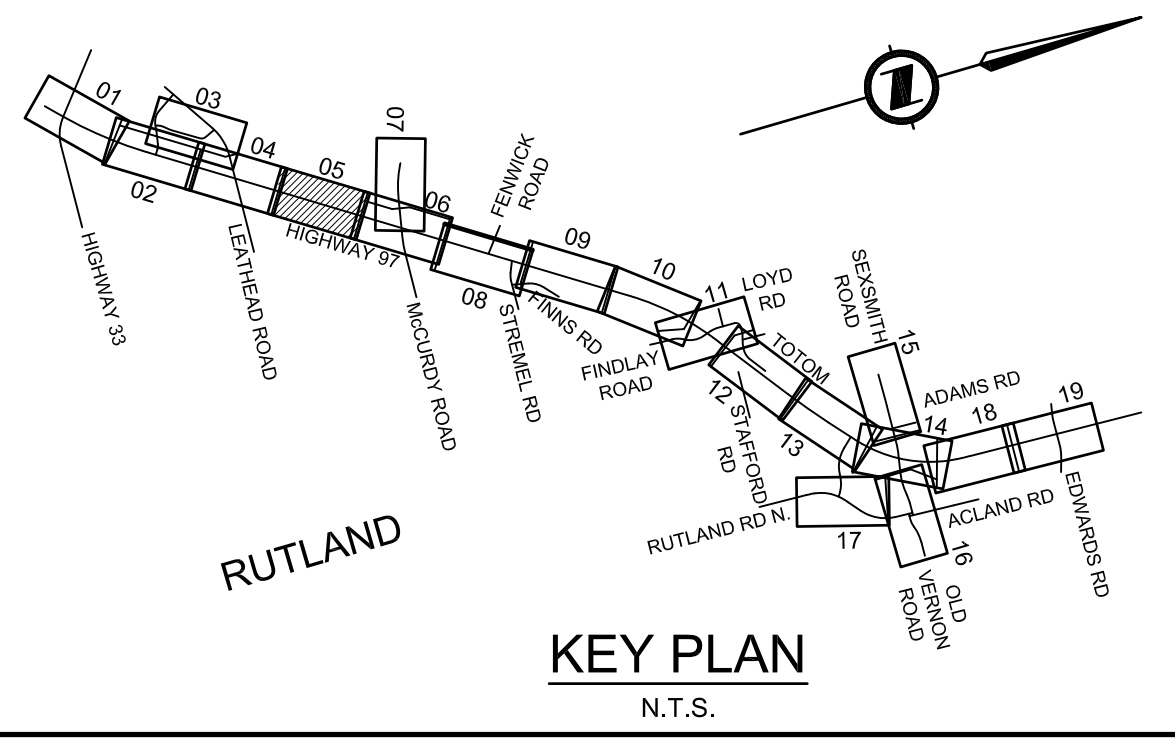 01
03
04
05
07
06
02
FENWICK
ROAD
HIGHWAY 33
LEATHEAD ROAD
HIGHWAY 97
McCURDY ROAD
08
STREMEL RD
FINNS RD
09
10
11
LOYD
RD
FINDLAY
ROAD
12
STAFFORD
RD
TOTOM
13
SEXSMITH
ROAD
15
ADAMS RD
14
18
19
RUTLAND RD N.
17
ACLAND RD
16
OLD
VERNON
ROAD
EDWARDS RD
N
RUTLAND
KEY PLAN
N.T.S.